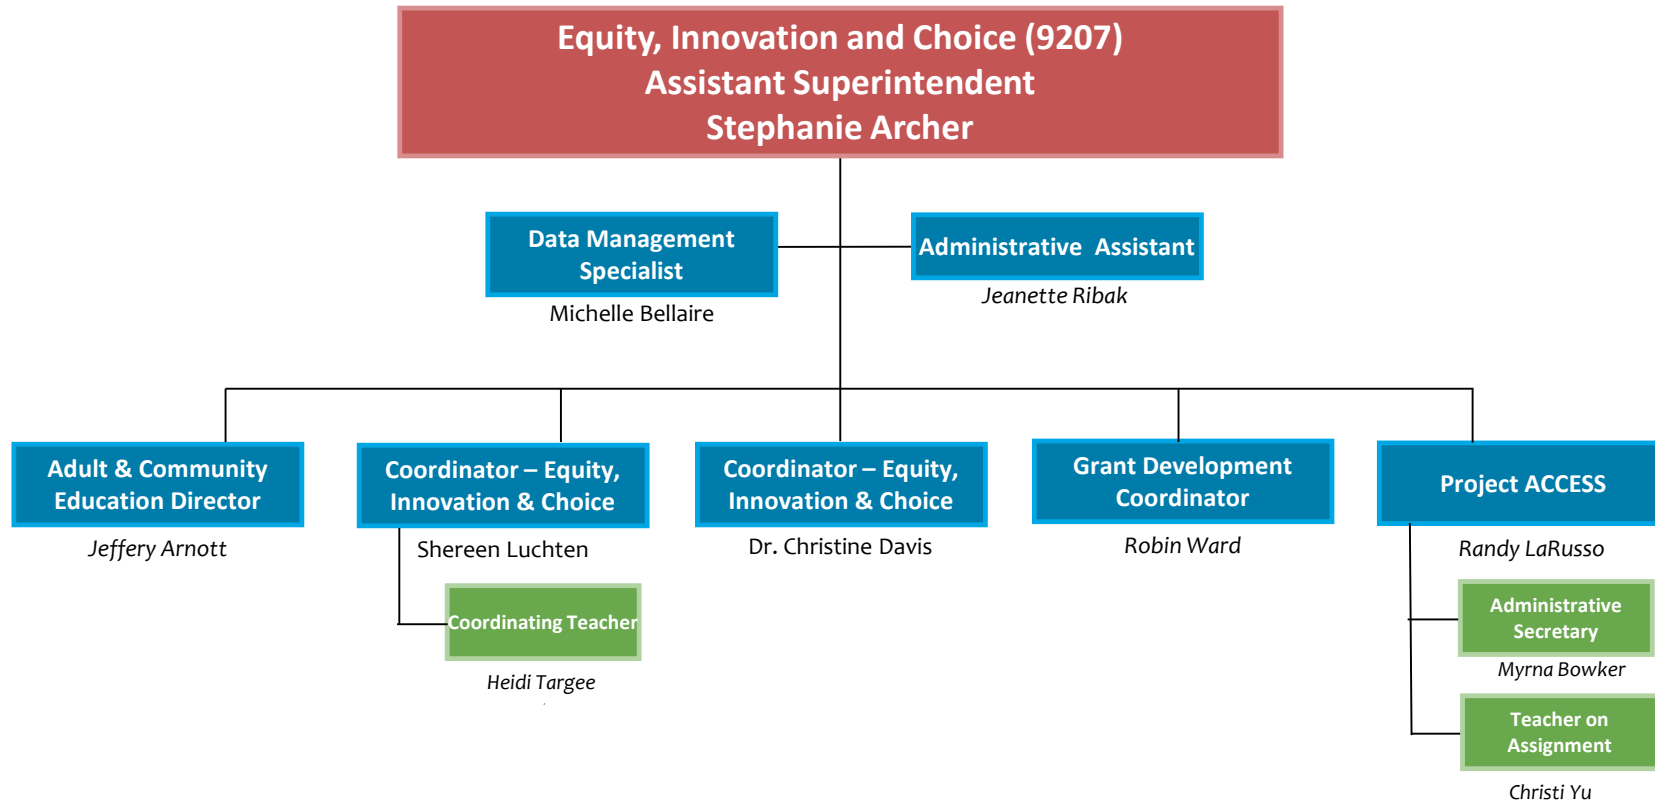 Equity, Innovation and Choice (9207)
Assistant Superintendent
Stephanie Archer
Data Management
Specialist
Michelle Bellaire
Administrative  Assistant
Jeanette Ribak
Adult & Community
Education Director
Jeffery Arnott
Coordinator – Equity,
Innovation & Choice
Shereen Luchten
Coordinating Teacher
Heidi Targee
Coordinator – Equity,
Innovation & Choice
Dr. Christine Davis
Grant Development
Coordinator
Robin Ward
Project ACCESS
Randy LaRusso
Administrative
Secretary
Myrna Bowker
Teacher on
Assignment
Christi Yu